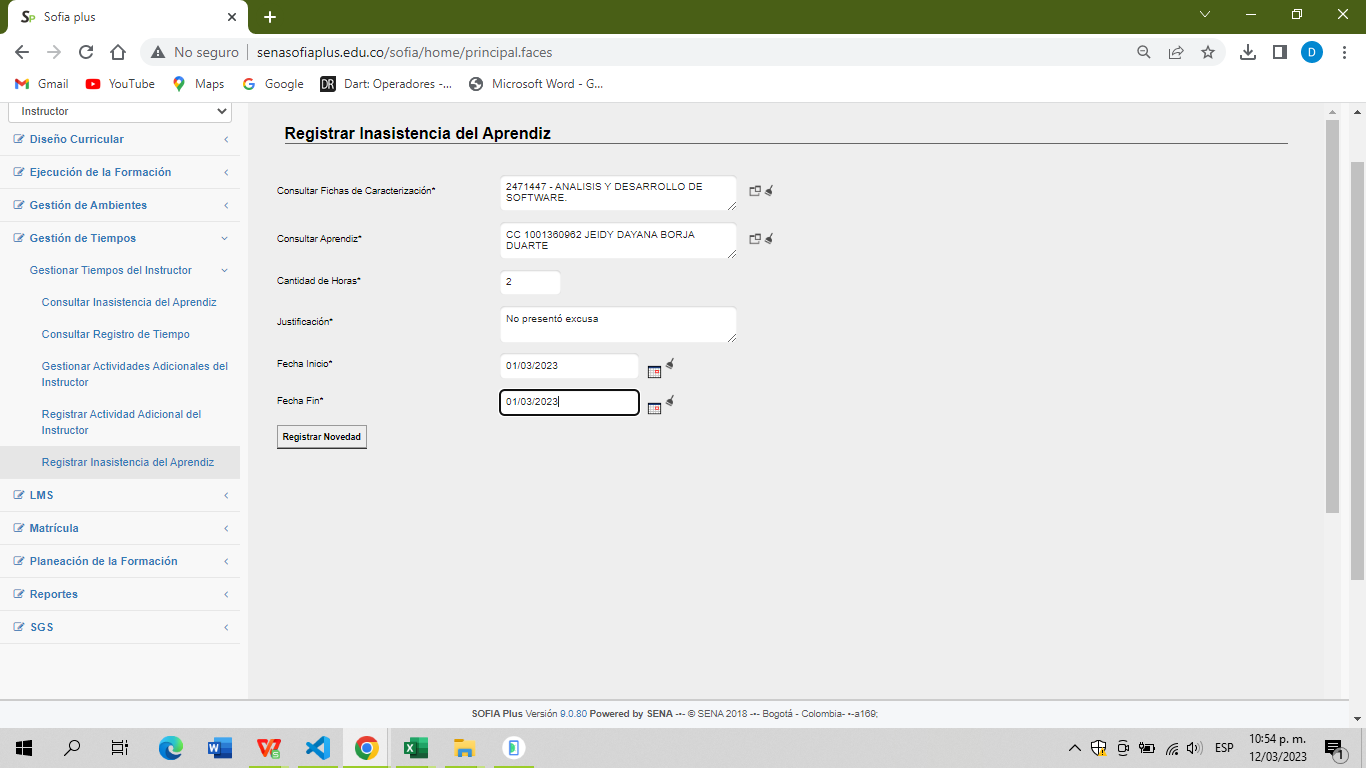 Sofia plus
No seguro
senasofiaplus.edu.co/sofia/home/principal.faces
D
Gmail
YouTube
Maps
Google
DR Dart: Operadores -...
Microsoft Word - G...
Instructor
Diseño Curricular
Ejecución de la Formación
Gestión de Ambientes
Gestión de Tiempos
Gestionar Tiempos del Instructor
Consultar Inasistencia del Aprendiz
Consultar Registro de Tiempo
Gestionar Actividades Adicionales del
Instructor
Registrar Actividad Adicional del
Instructor
Registrar Inasistencia del Aprendiz
LMS
Matrícula
Planeación de la Formación
Reportes
SGS
Registrar Inasistencia del Aprendiz
Consultar Fichas de Caracterización*
2471447 - ANALISIS Y DESARROLLO DE
SOFTWARE.
Consultar Aprendiz*
CC 1001360962 JEIDY DAYANA BORJA
DUARTE
Cantidad de Horas*
2
Justificación*
No presentó excusa
Fecha Inicio*
01/03/2023
Fecha Fin*
01/03/2023
Registrar Novedad
SOFIA Plus Versión 9.0.80 Powered by SENA -•- © SENA 2018 -•- Bogotá - Colombia- •-a169;
ESP
10:54 p. m.
12/03/2023
1